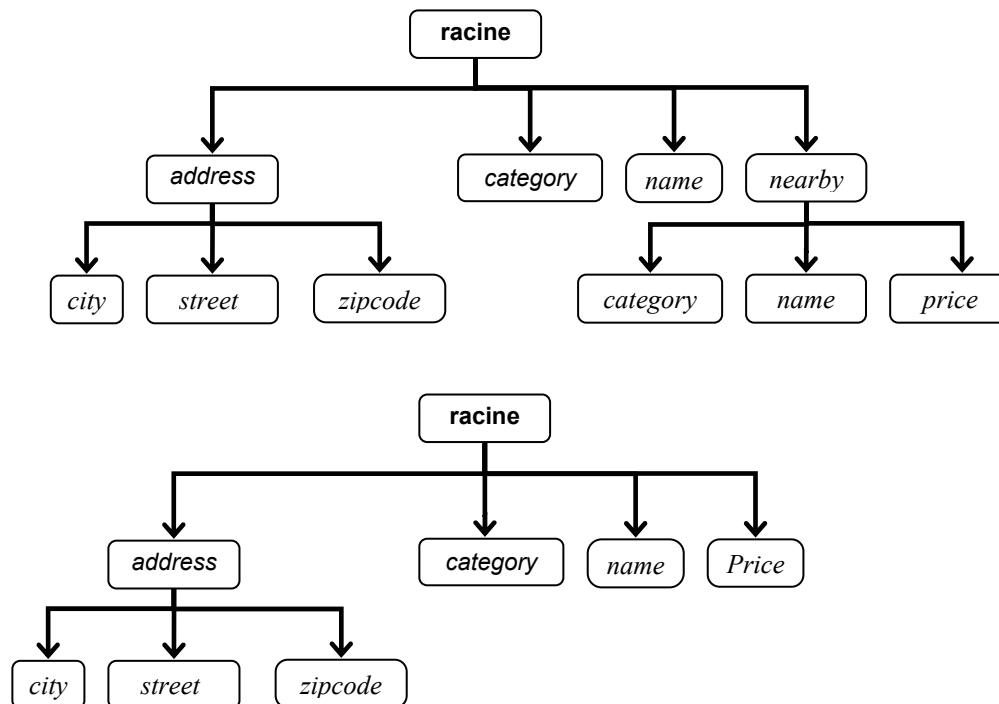 racine
address category name nearby
city street zipcode category name price
racine
address category name Price
city street zipcode